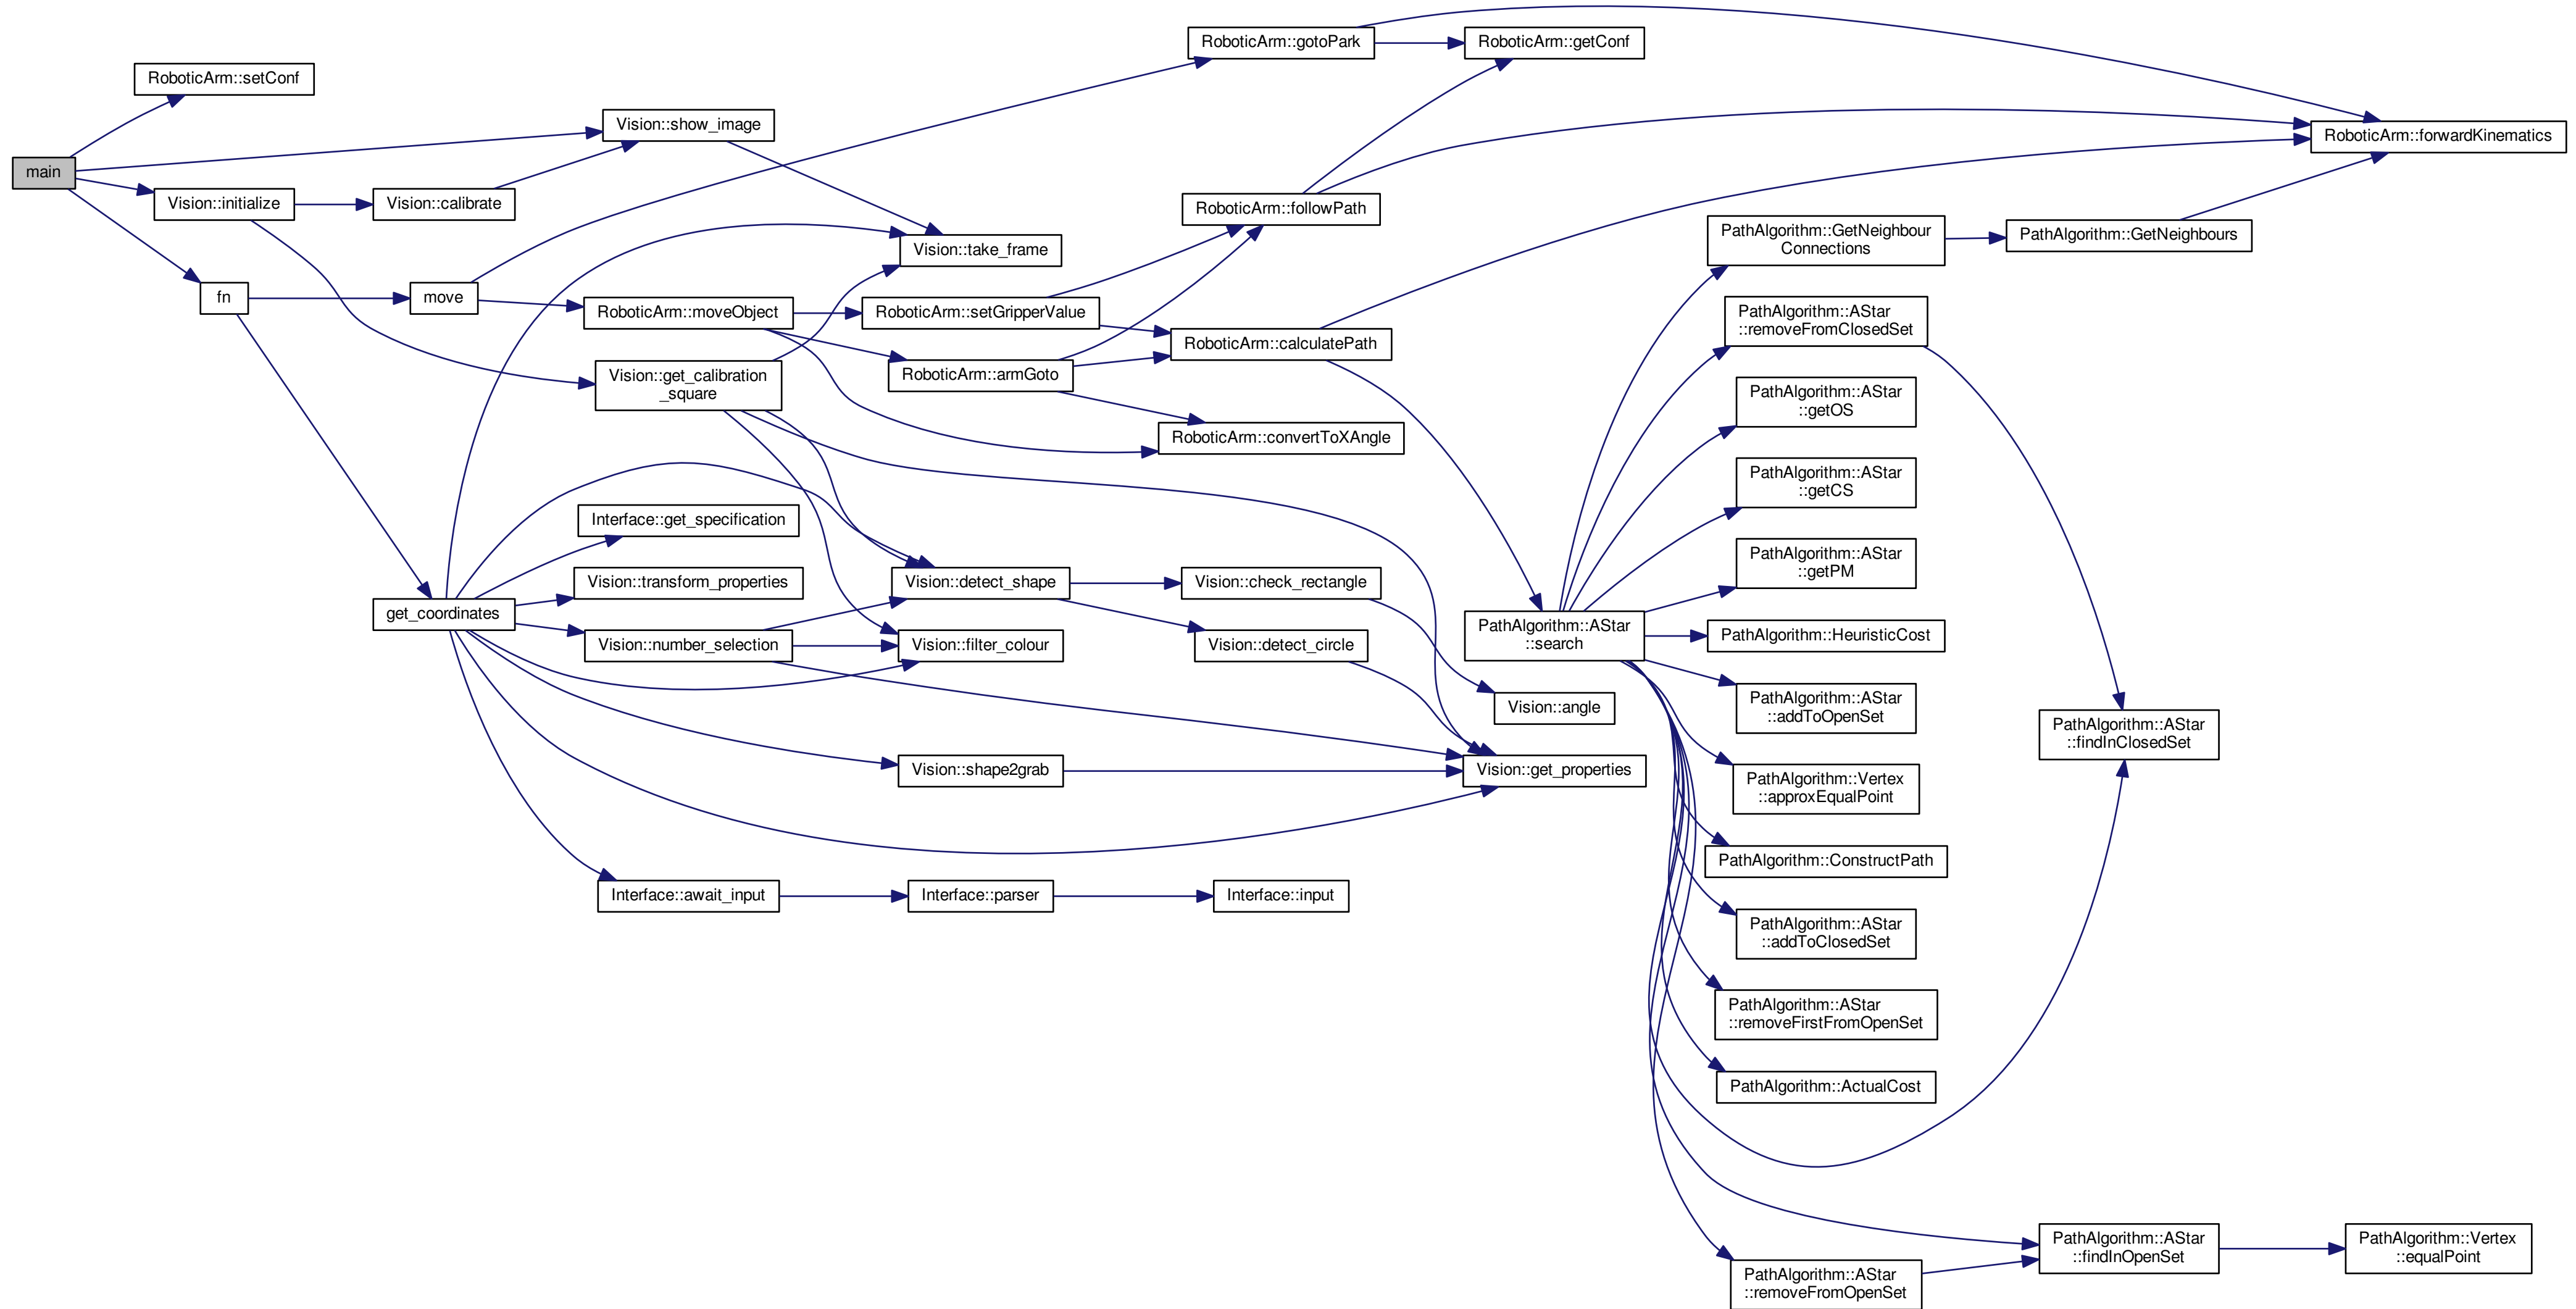 main
RoboticArm::setConf
Vision::show_image
Vision::initialize
Vision::calibrate
fn
move
RoboticArm::gotoPark
RoboticArm::getConf
RoboticArm::forwardKinematics
RoboticArm::followPath
Vision::take_frame
RoboticArm::moveObject
RoboticArm::setGripperValue
RoboticArm::calculatePath
RoboticArm::armGoto
RoboticArm::convertToXAngle
Vision::get_calibration
_square
PathAlgorithm::GetNeighbour
Connections
PathAlgorithm::GetNeighbours
PathAlgorithm::AStar
::removeFromClosedSet
PathAlgorithm::AStar
::getOS
PathAlgorithm::AStar
::getCS
PathAlgorithm::AStar
::getPM
Interface::get_specification
Vision::transform_properties
get_coordinates
Vision::number_selection
Vision::detect_shape
Vision::filter_colour
Vision::check_rectangle
Vision::detect_circle
Vision::angle
Vision::shape2grab
Vision::get_properties
Interface::await_input
Interface::parser
Interface::input
PathAlgorithm::AStar
::search
PathAlgorithm::HeuristicCost
PathAlgorithm::AStar
::addToOpenSet
PathAlgorithm::Vertex
::approxEqualPoint
PathAlgorithm::ConstructPath
PathAlgorithm::AStar
::addToClosedSet
PathAlgorithm::AStar
::removeFirstFromOpenSet
PathAlgorithm::ActualCost
PathAlgorithm::AStar
::findInClosedSet
PathAlgorithm::AStar
::removeFromOpenSet
PathAlgorithm::AStar
::findInOpenSet
PathAlgorithm::Vertex
::equalPoint